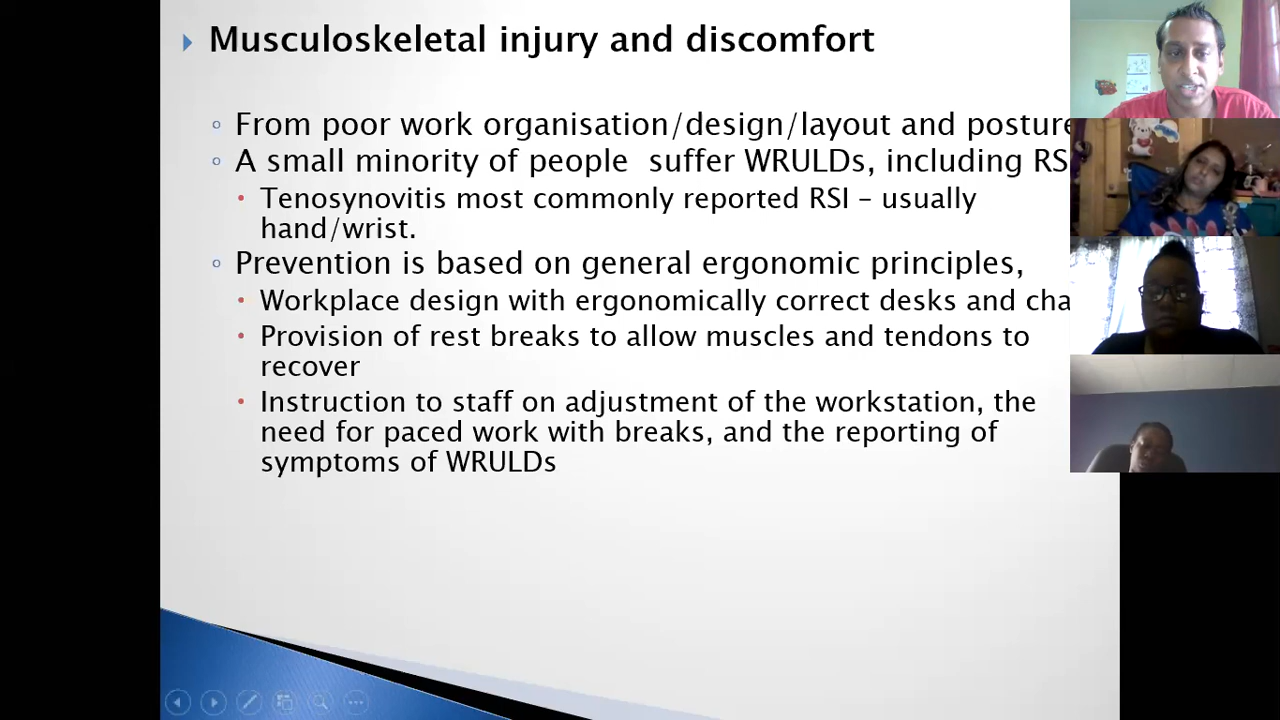 Musculoskeletal injury and discomfort
From poor work organisation/design/layout and posture
A small minority of people suffer WRULDs, including RS
Tenosynovitis most commonly reported RSI – usually
hand/wrist.
Prevention is based on general ergonomic principles,
Workplace design with ergonomically correct desks and cha
Provision of rest breaks to allow muscles and tendons to
recover
Instruction to staff on adjustment of the workstation, the
need for paced work with breaks, and the reporting of
symptoms of WRULDs